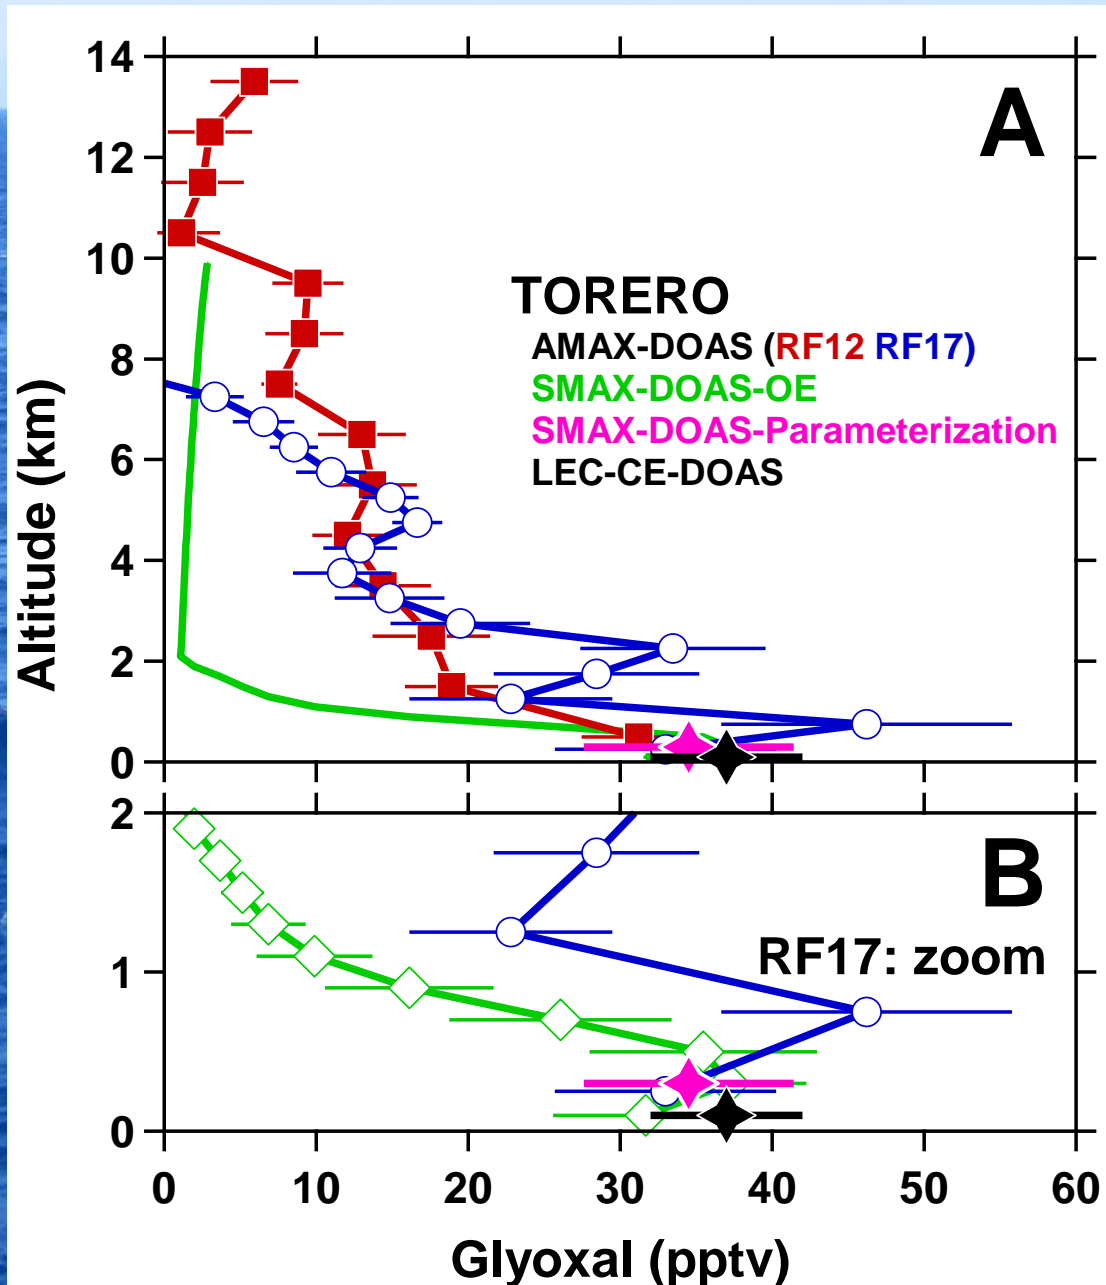 14
A
12
10
TORERO
AMAX-DOAS (RF12 RF17)
8
SMAX-DOAS-OE
SMAX-DOAS-Parameterization
6
LEC-CE-DOAS
4
2
0
Altitude (km)
2
B
RF17: zoom
1
0
0 10 20 30 40 50 60
Glyoxal (pptv)